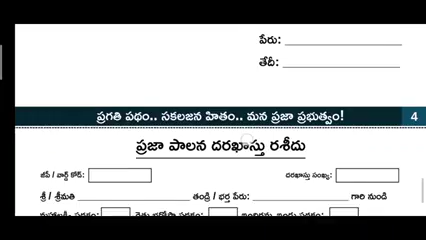 పేరు:
తేదీ:
ప్రగతి పథం.. సకలజన హితం.. మన ప్రజా ప్రభుత్వం! 4
ప్రజా పాలన దరఖాస్తు రశీదు
జీపీ / వార్డ్ కోడ్: దరఖాస్తు సంఖ్య:
శ్రీ / శ్రీమతి తండ్రి / భర్త పేరు: గారి నుండి